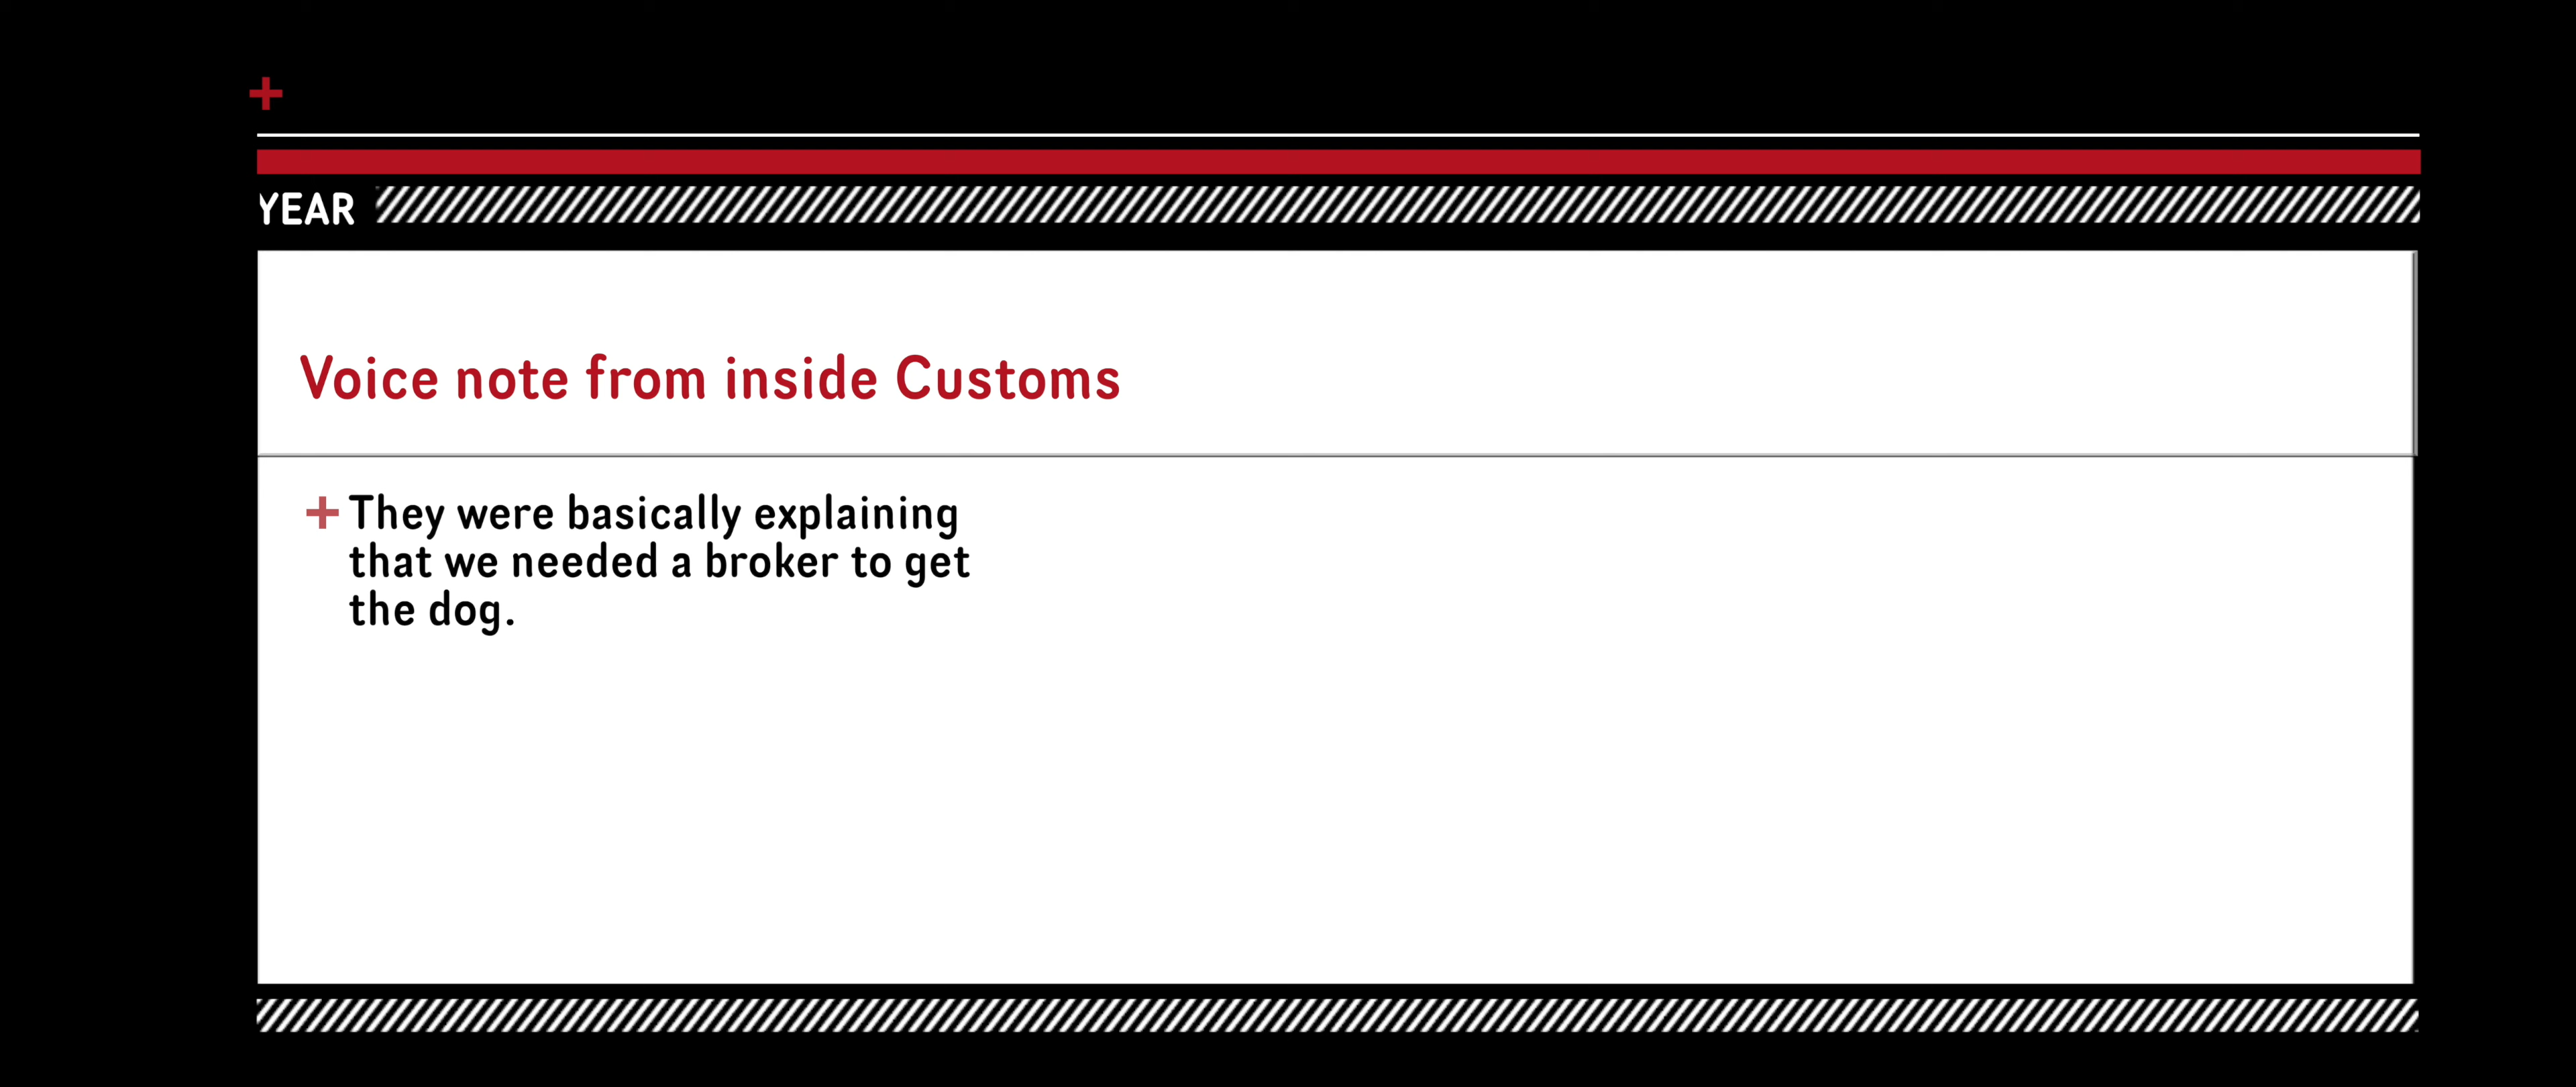 YEAR
Voice note from inside Customs
They were basically explaining
that we needed a broker to get
the dog.